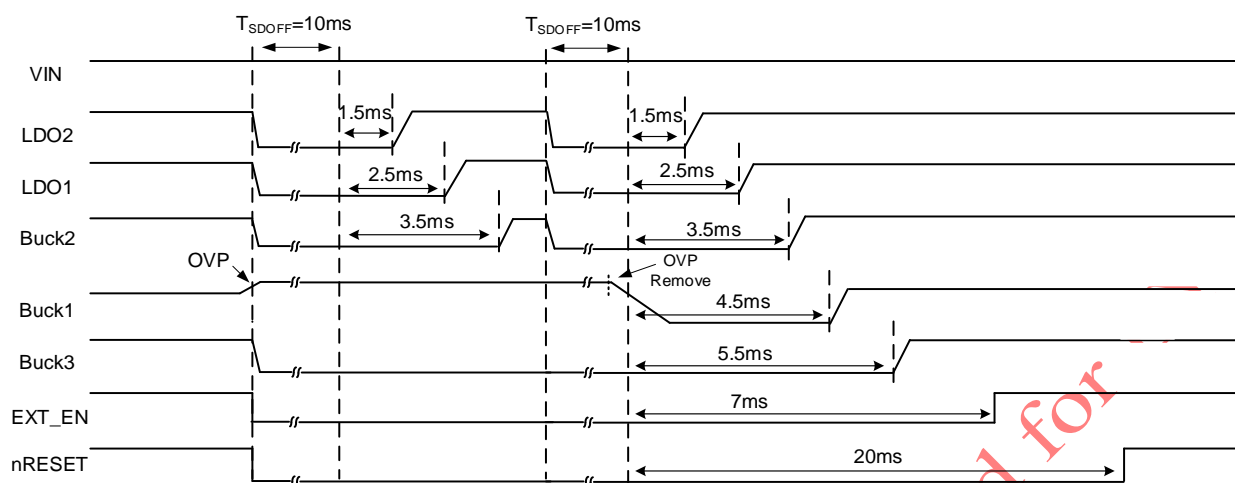 TSDOFF=10ms
TSDOFF=10ms
VIN
LDO2
1.5ms
1.5ms
LDO1
2.5ms
2.5ms
Buck2
3.5ms
3.5ms
OVP
OVP
Remove
Buck1
4.5ms
Buck3
5.5ms
EXT_EN
7ms
nRESET
20ms
for